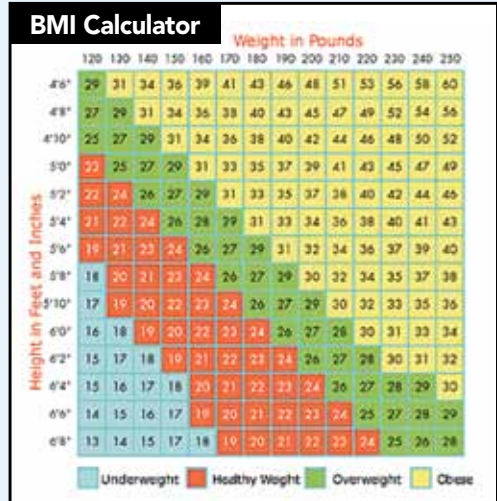 BMI Calculator
Weight in Pounds
120 130 140 150 160 170 180 190 200 210 220 230 240 250
Height in Feet and Inches
4'6" 29 31 34 36 39 41 43 46 48 51 53 56 58 60
4'8" 27 29 31 34 36 38 40 43 45 47 49 52 54 56
4'10" 25 27 29 31 34 36 38 40 42 44 46 48 50 52
5'0" 23 25 27 29 31 33 35 37 39 41 43 45 47 49
5'2" 22 24 26 27 29 31 33 35 37 38 40 42 44 46
5'4" 21 22 24 26 28 29 31 33 34 36 38 40 41 43
5'6" 19 21 23 24 26 27 29 31 32 34 36 37 39 40
5'8" 18 20 21 23 24 26 27 29 30 32 34 35 37 38
5'10" 17 19 20 22 23 24 26 27 29 30 32 33 35 36
6'0" 16 18 19 20 22 23 24 26 27 28 30 31 33 34
6'2" 15 17 18 19 21 22 23 24 26 27 28 30 31 32
6'4" 15 16 17 18 20 21 22 23 24 26 27 28 29 30
6'6" 14 15 16 17 19 20 21 22 23 24 25 27 28 29
6'8" 13 14 15 17 18 19 20 21 22 23 24 25 26 28
Underweight Healthy Weight Overweight Obese